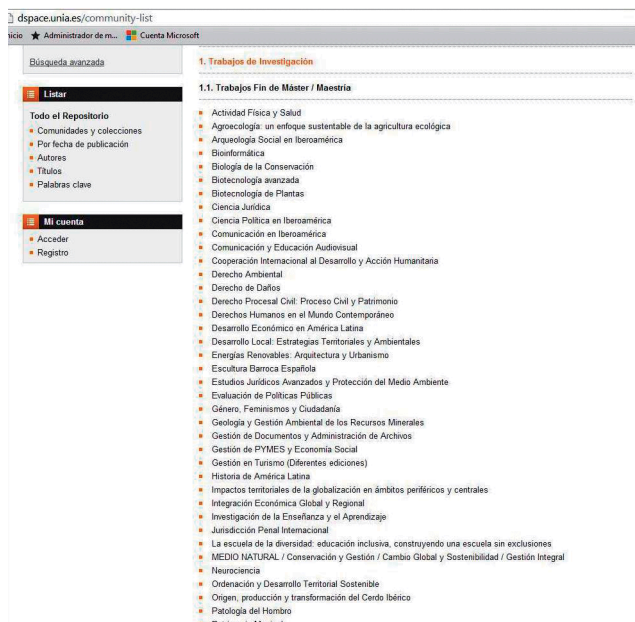 dspace.unia.es/community-list
nicio Administrador de m... Cuenta Microsoft
Búsqueda avanzada
Listar
Todo el Repositorio
Comunidades y colecciones
Por fecha de publicación
Autores
Títulos
Palabras clave
Mi cuenta
Acceder
Registro
1. Trabajos de Investigación
1.1. Trabajos Fin de Máster / Maestría
Actividad Física y Salud
Agroecología: un enfoque sustentable de la agricultura ecológica
Arqueología Social en Iberoamérica
Bioinformática
Biología de la Conservación
Biotecnología avanzada
Biotecnología de Plantas
Ciencia Jurídica
Ciencia Política en Iberoamérica
Comunicación en Iberoamérica
Comunicación y Educación Audiovisual
Cooperación Internacional al Desarrollo y Acción Humanitaria
Derecho Ambiental
Derecho de Daños
Derecho Procesal Civil: Proceso Civil y Patrimonio
Derechos Humanos en el Mundo Contemporáneo
Desarrollo Económico en América Latina
Desarrollo Local: Estrategias Territoriales y Ambientales
Energías Renovables: Arquitectura y Urbanismo
Escultura Barroca Española
Estudios Jurídicos Avanzados y Protección del Medio Ambiente
Evaluación de Políticas Públicas
Género, Feminismos y Ciudadanía
Geología y Gestión Ambiental de los Recursos Minerales
Gestión de Documentos y Administración de Archivos
Gestión de PYMES y Economía Social
Gestión en Turismo (Diferentes ediciones)
Historia de América Latina
Impactos territoriales de la globalización en ámbitos periféricos y centrales
Integración Económica Global y Regional
Investigación de la Enseñanza y el Aprendizaje
Jurisdicción Penal Internacional
La escuela de la diversidad: educación inclusiva, construyendo una escuela sin exclusiones
MEDIO NATURAL / Conservación y Gestión / Cambio Global y Sostenibilidad / Gestión Integral
Neurociencia
Ordenación y Desarrollo Territorial Sostenible
Origen, producción y transformación del Cerdo Ibérico
Patología del Hombro